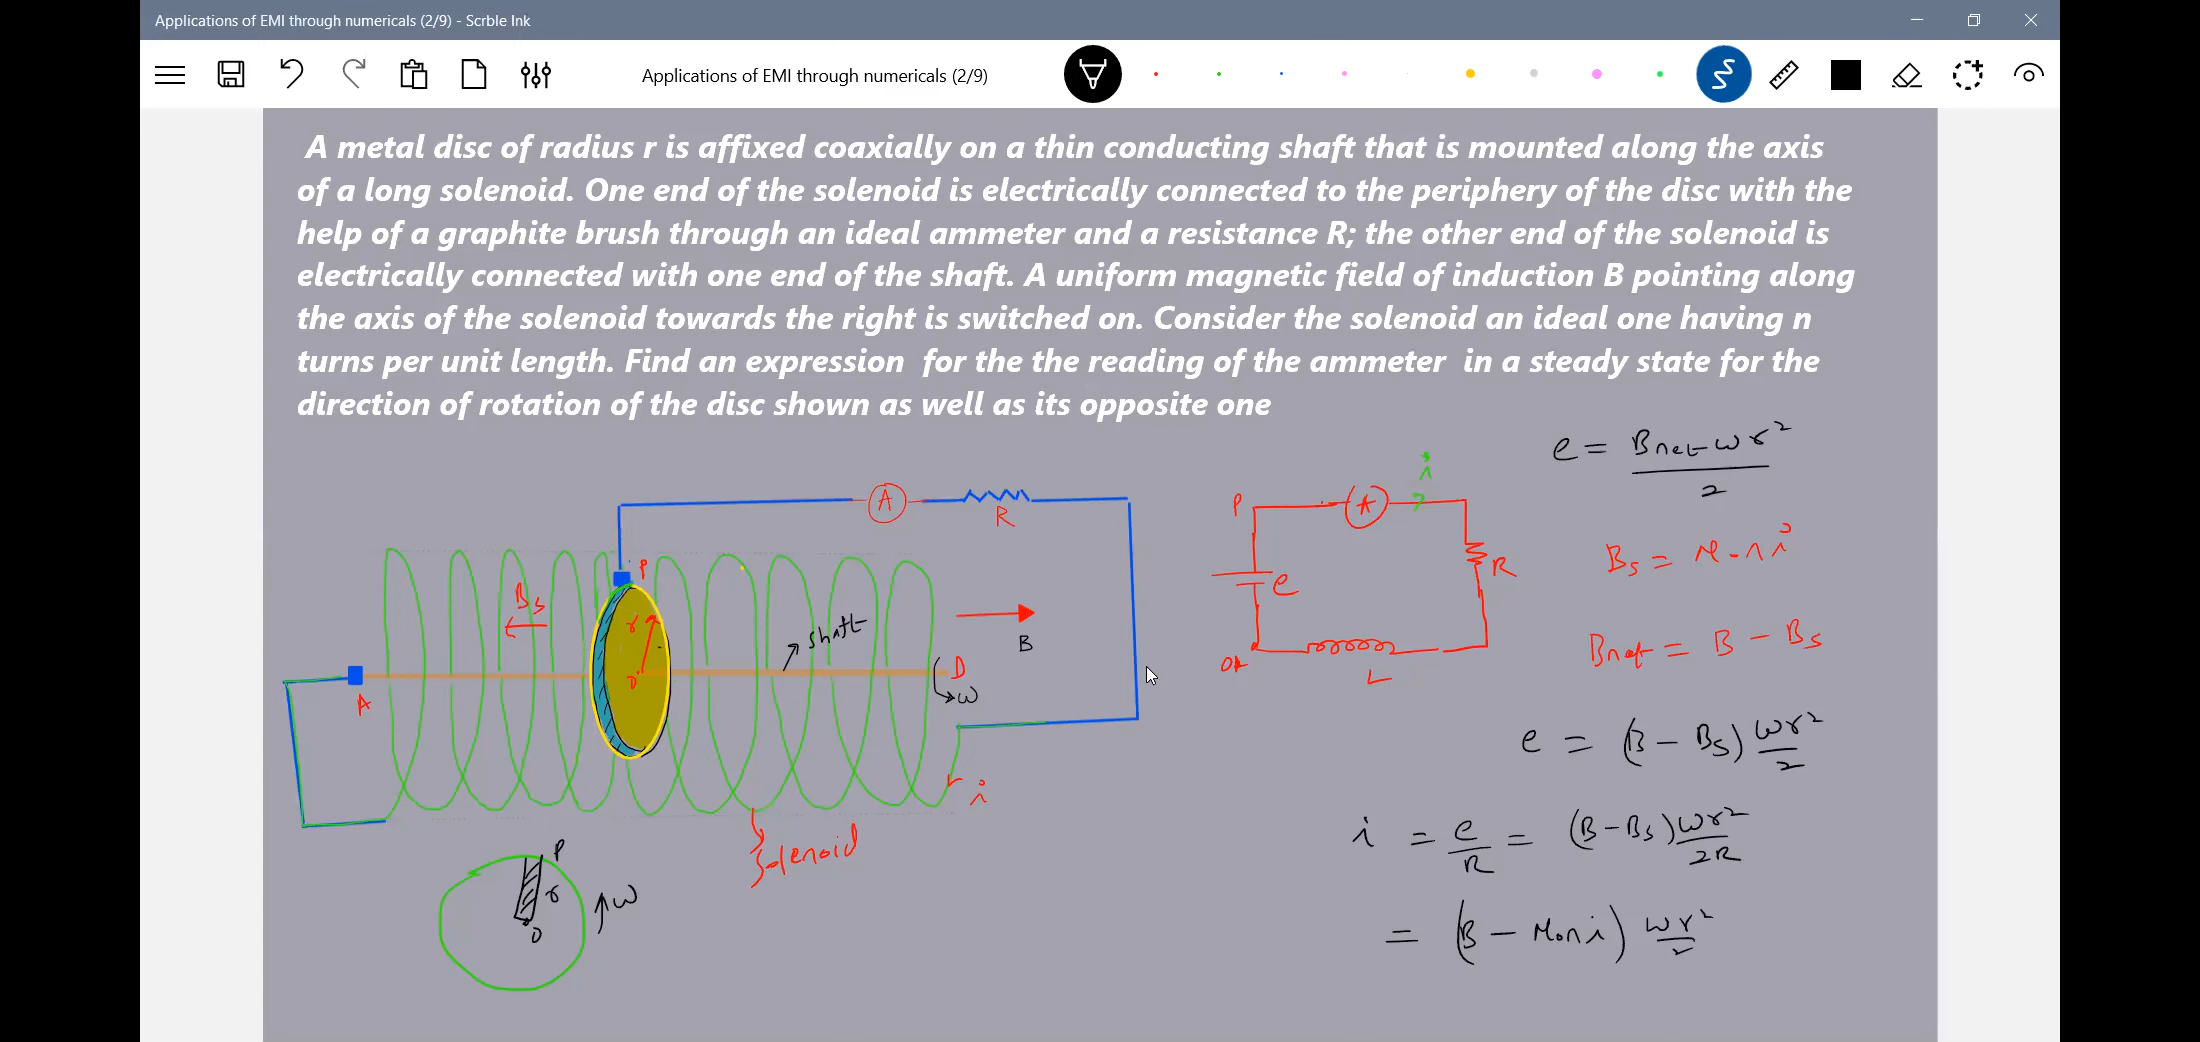 Applications of EMI through numericals (2/9) - Scrble Ink
Applications of EMI through numericals (2/9)
A metal disc of radius r is affixed coaxially on a thin conducting shaft that is mounted along the axis
of a long solenoid. One end of the solenoid is electrically connected to the periphery of the disc with the
help of a graphite brush through an ideal ammeter and a resistance R; the other end of the solenoid is
electrically connected with one end of the shaft. A uniform magnetic field of induction B pointing along
the axis of the solenoid towards the right is switched on. Consider the solenoid an ideal one having n
turns per unit length. Find an expression for the the reading of the ammeter in a steady state for the
direction of rotation of the disc shown as well as its opposite one
e = Bnet ωr² / 2
A
R
P
Bs
r
shaft
B
O
D
ω
A
i
Solenoid
P
r
O
ω
i
P
A
e
R
L
Bs = μ₀ni
Bnet = B - Bs
e = (B - Bs) ωr² / 2
i = e / R = (B - Bs) ωr² / 2R
= (B - μ₀ni) ωr² / 2